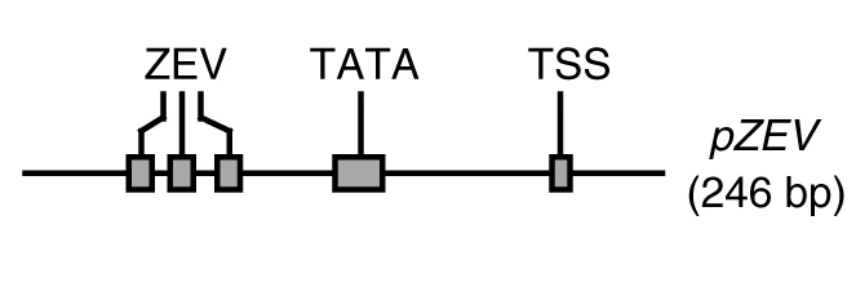 ZEV TATA TSS
pZEV
(246 bp)